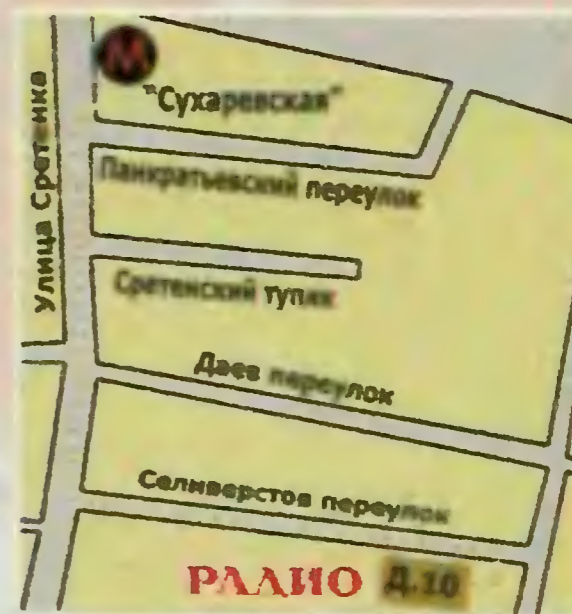 М
"Сухаревская"
Улица Сретенка
Панкратьевский переулок
Сретенский тупик
Даев переулок
Селиверстов переулок
РАДИО Д.10